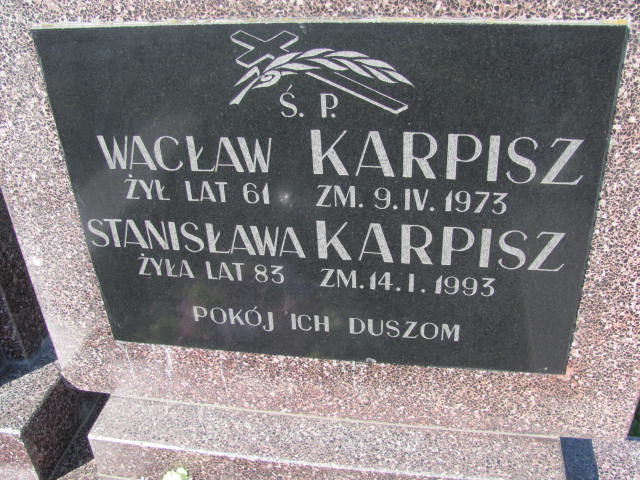 Ś. P.
WACŁAW KARPISZ
ŻYŁ LAT 61 ZM. 9.IV.1973
STANISŁAWA KARPISZ
ŻYŁA LAT 83 ZM.14.I.1993
POKÓJ ICH DUSZOM